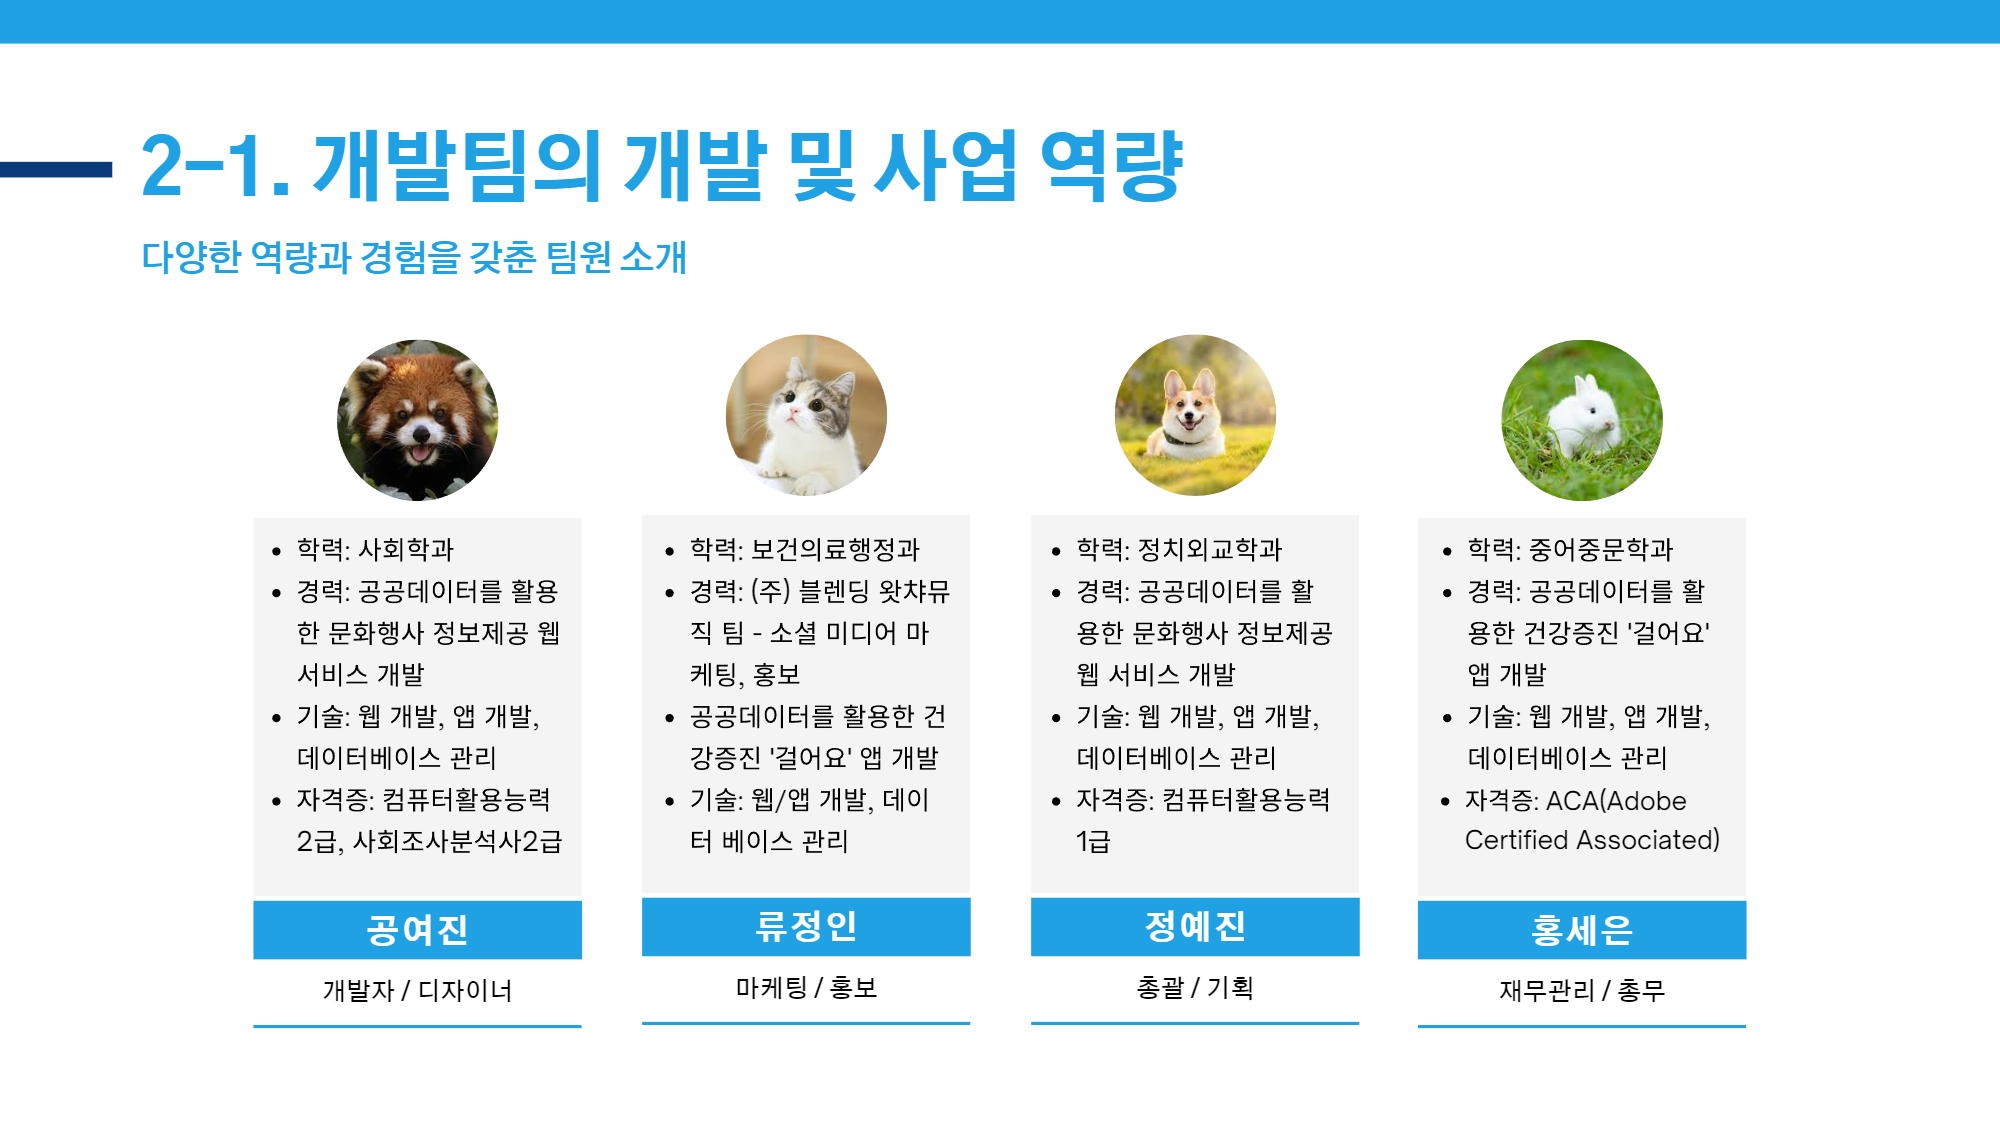 2-1. 개발팀의 개발 및 사업 역량
다양한 역량과 경험을 갖춘 팀원 소개
• 학력: 사회학과
• 경력: 공공데이터를 활용
한 문화행사 정보제공 웹
서비스 개발
• 기술: 웹 개발, 앱 개발,
데이터베이스 관리
• 자격증: 컴퓨터활용능력
2급, 사회조사분석사2급
공여진
개발자 / 디자이너
• 학력: 보건의료행정과
• 경력: (주) 블렌딩 왓챠뮤
직 팀 - 소셜 미디어 마
케팅, 홍보
• 공공데이터를 활용한 건
강증진 '걸어요' 앱 개발
• 기술: 웹/앱 개발, 데이
터 베이스 관리
류정인
마케팅 / 홍보
• 학력: 정치외교학과
• 경력: 공공데이터를 활
용한 문화행사 정보제공
웹 서비스 개발
• 기술: 웹 개발, 앱 개발,
데이터베이스 관리
• 자격증: 컴퓨터활용능력
1급
정예진
총괄 / 기획
• 학력: 중어중문학과
• 경력: 공공데이터를 활
용한 건강증진 '걸어요'
앱 개발
• 기술: 웹 개발, 앱 개발,
데이터베이스 관리
• 자격증: ACA(Adobe
Certified Associated)
홍세은
재무관리 / 총무